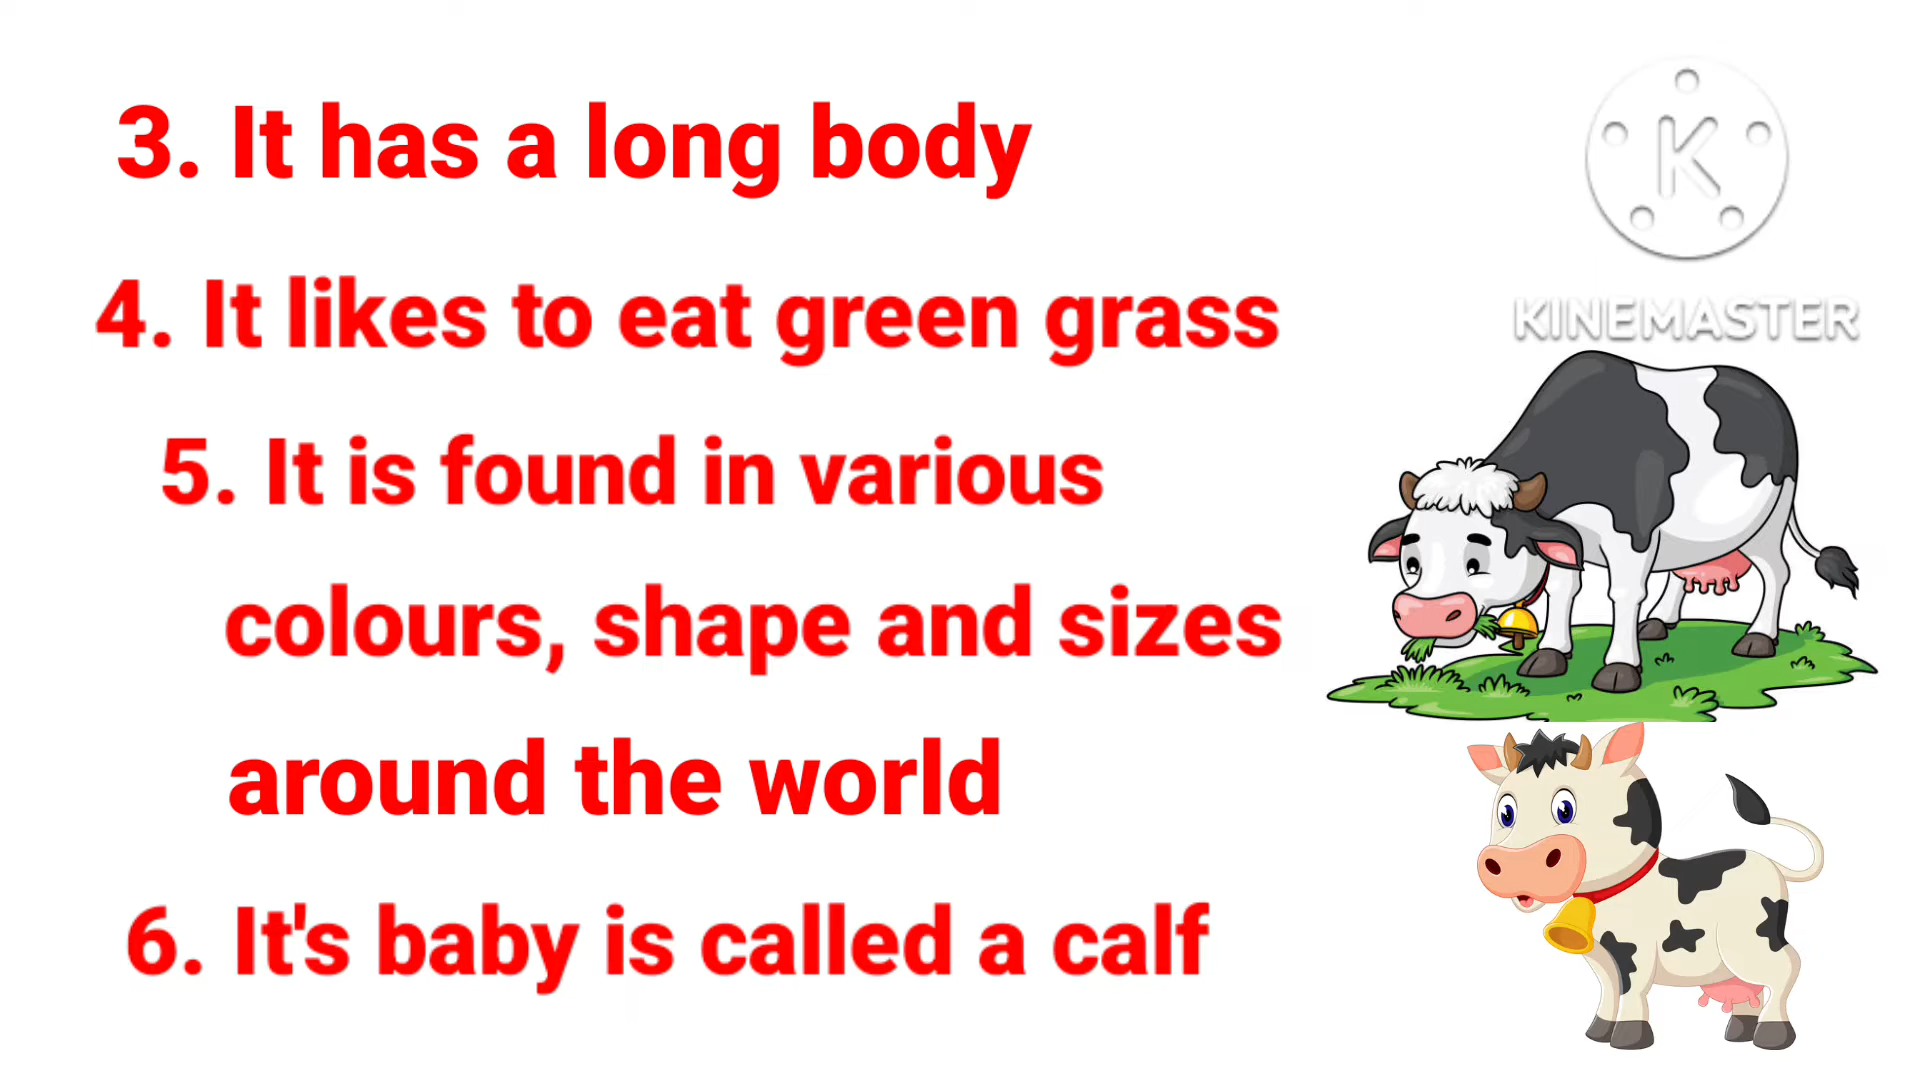 3. It has a long body
4. It likes to eat green grass
5. It is found in various
colours, shape and sizes
around the world
6. It's baby is called a calf
K
KINEMASTER